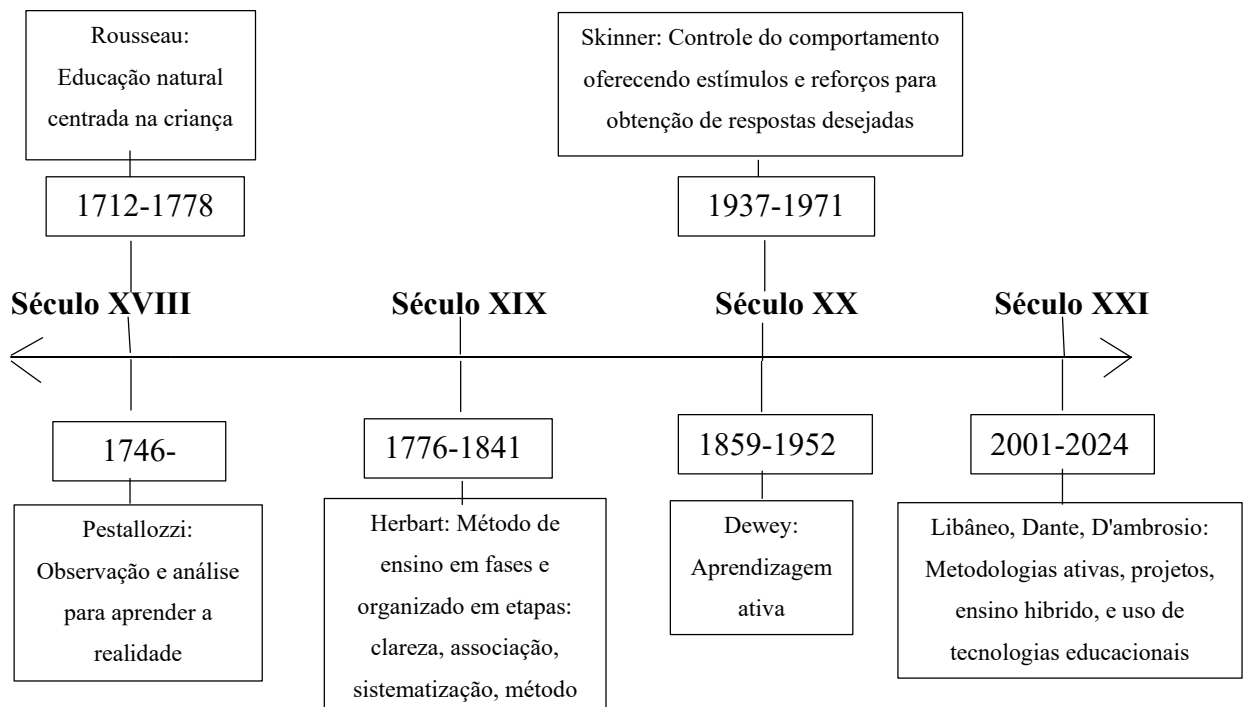 Rousseau:
Educação natural
centrada na criança
1712-1778
Skinner: Controle do comportamento
oferecendo estímulos e reforços para
obtenção de respostas desejadas
1937-1971
Século XVIII
Século XIX
Século XX
Século XXI
1746-
Pestallozzi:
Observação e análise
para aprender a
realidade
1776-1841
Herbart: Método de
ensino em fases e
organizado em etapas:
clareza, associação,
sistematização, método
1859-1952
Dewey:
Aprendizagem
ativa
2001-2024
Libâneo, Dante, D'ambrosio:
Metodologias ativas, projetos,
ensino hibrido, e uso de
tecnologias educacionais